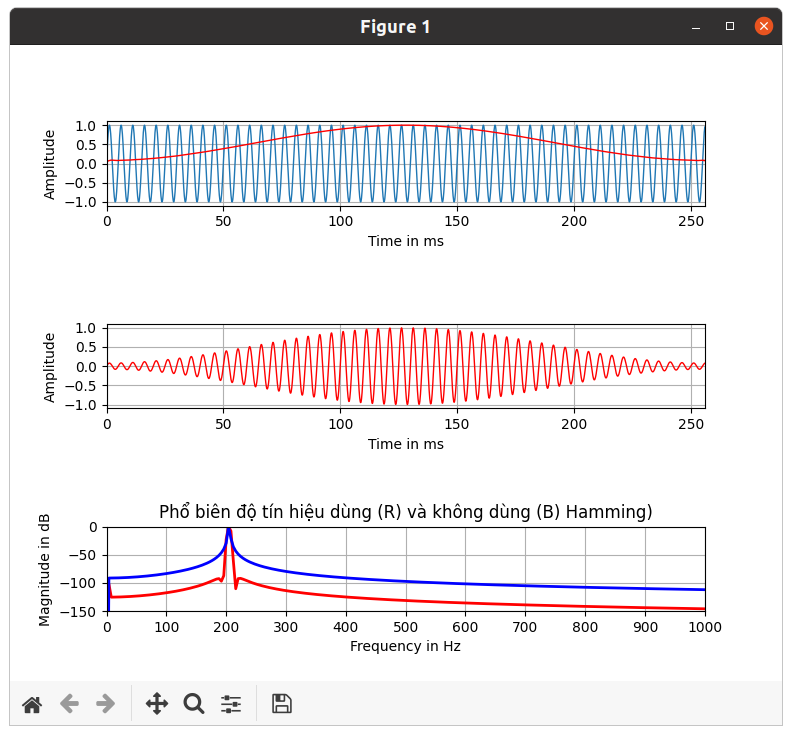 Figure 1
1.0
0.5
0.0
−0.5
−1.0
Amplitude
0 50 100 150 200 250
Time in ms
1.0
0.5
0.0
−0.5
−1.0
Amplitude
0 50 100 150 200 250
Time in ms
Phổ biên độ tín hiệu dùng (R) và không dùng (B) Hamming)
0
−50
−100
−150
Magnitude in dB
0 100 200 300 400 500 600 700 800 900 1000
Frequency in Hz